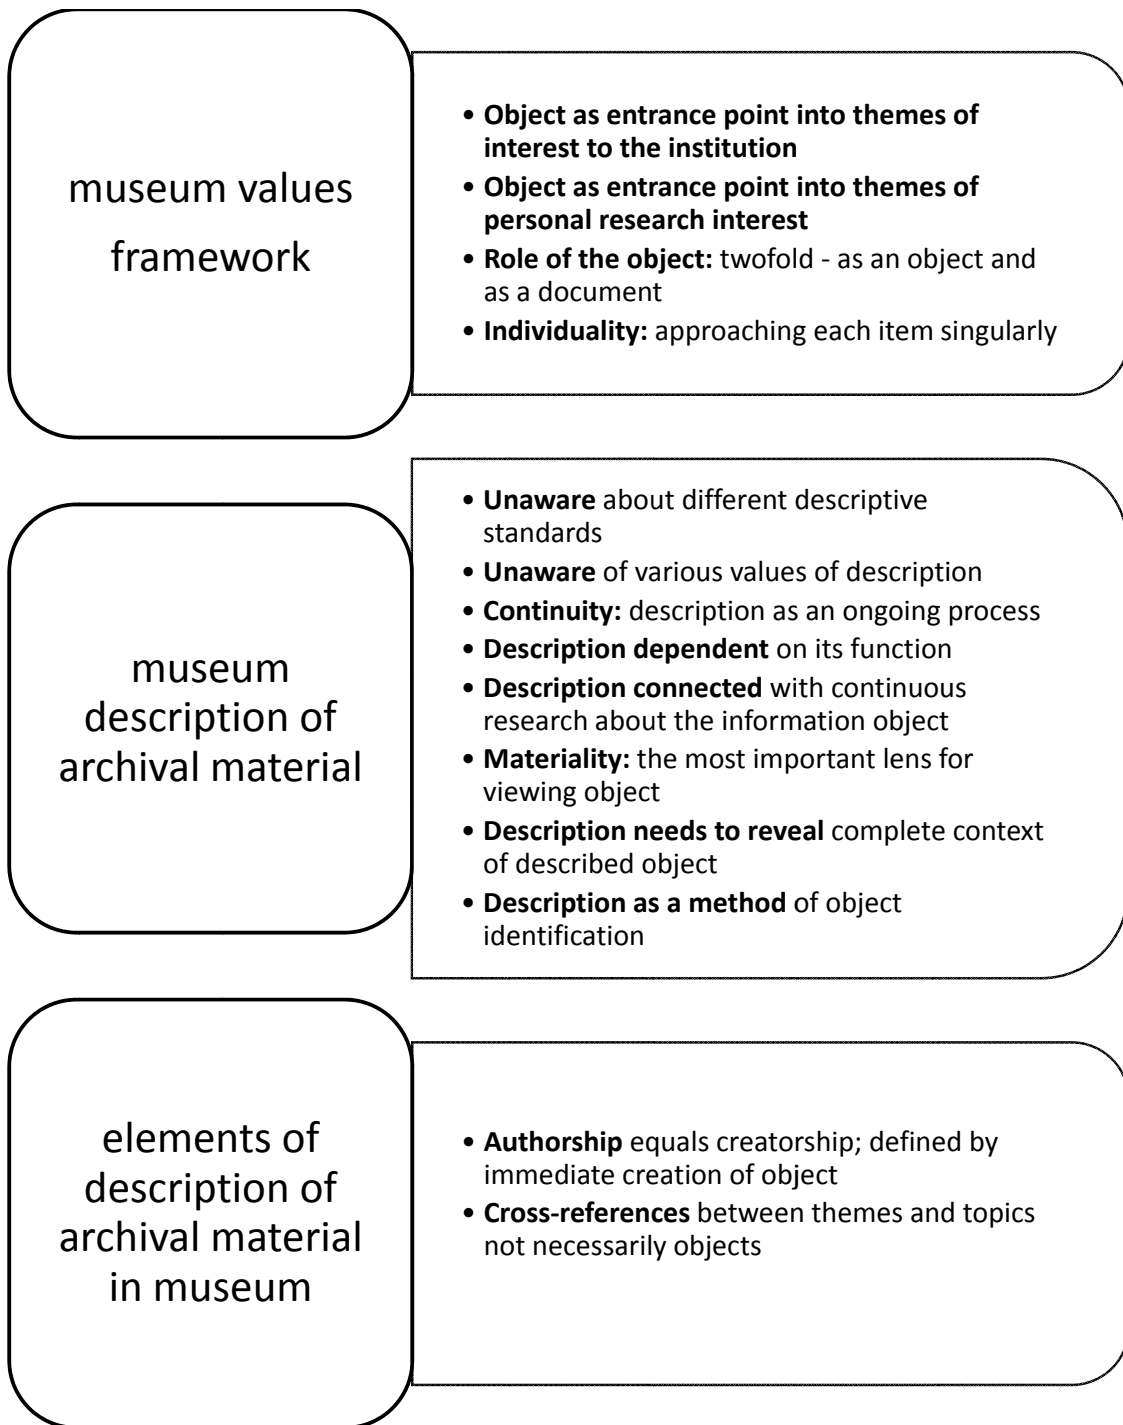 museum values
framework
• Object as entrance point into themes of
interest to the institution
• Object as entrance point into themes of
personal research interest
• Role of the object: twofold - as an object and
as a document
• Individuality: approaching each item singularly
museum
description of
archival material
• Unaware about different descriptive
standards
• Unaware of various values of description
• Continuity: description as an ongoing process
• Description dependent on its function
• Description connected with continuous
research about the information object
• Materiality: the most important lens for
viewing object
• Description needs to reveal complete context
of described object
• Description as a method of object
identification
elements of
description of
archival material
in museum
• Authorship equals creatorship; defined by
immediate creation of object
• Cross-references between themes and topics
not necessarily objects